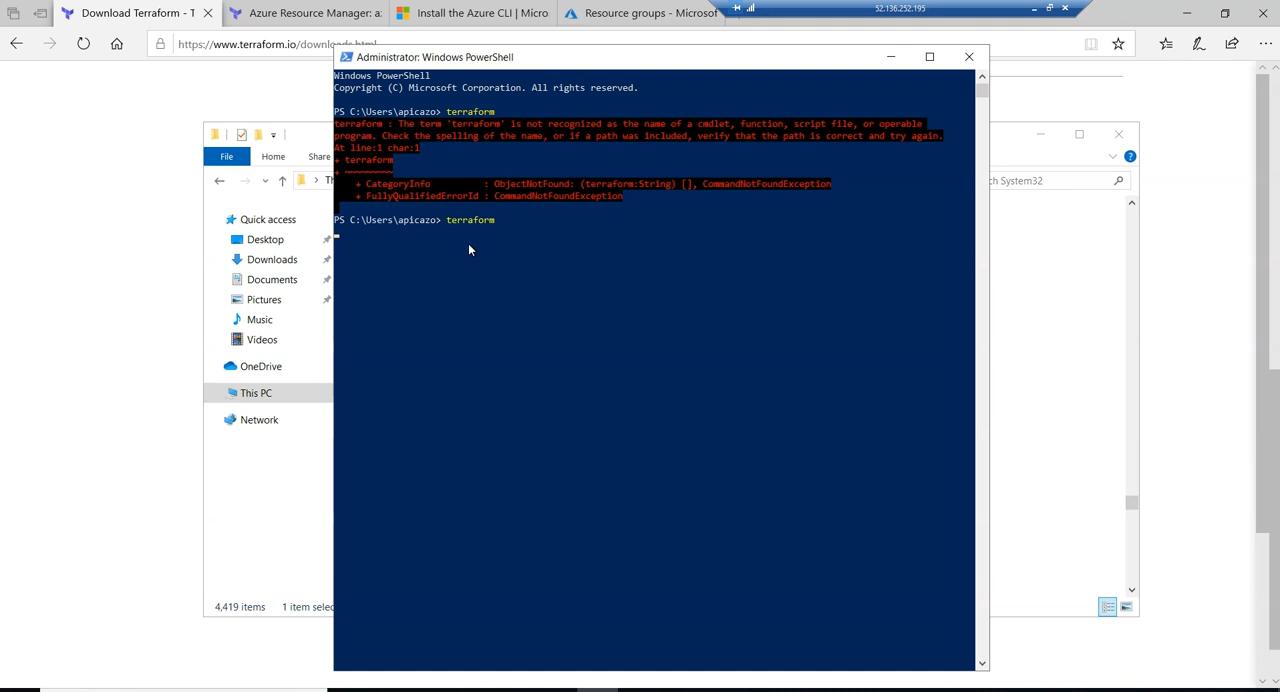 Download Terraform - T
Azure Resource Manager: a:
Install the Azure CLI | Micro
Resource groups - Microsof
52.136.252.195
https://www.terraform.io/downloads.html
Administrator: Windows PowerShell
Windows PowerShell
Copyright (C) Microsoft Corporation. All rights reserved.
PS C:\Users\apicazo> terraform
terraform : The term 'terraform' is not recognized as the name of a cmdlet, function, script file, or operable
program. Check the spelling of the name, or if a path was included, verify that the path is correct and try again.
At line:1 char:1
+ terraform
+ ~~~~~~~~~
+ CategoryInfo : ObjectNotFound: (terraform:String) [], CommandNotFoundException
+ FullyQualifiedErrorId : CommandNotFoundException
PS C:\Users\apicazo> terraform
File
Home
Share
Th
ch System32
Quick access
Desktop
Downloads
Documents
Pictures
Music
Videos
OneDrive
This PC
Network
4,419 items
1 item selec